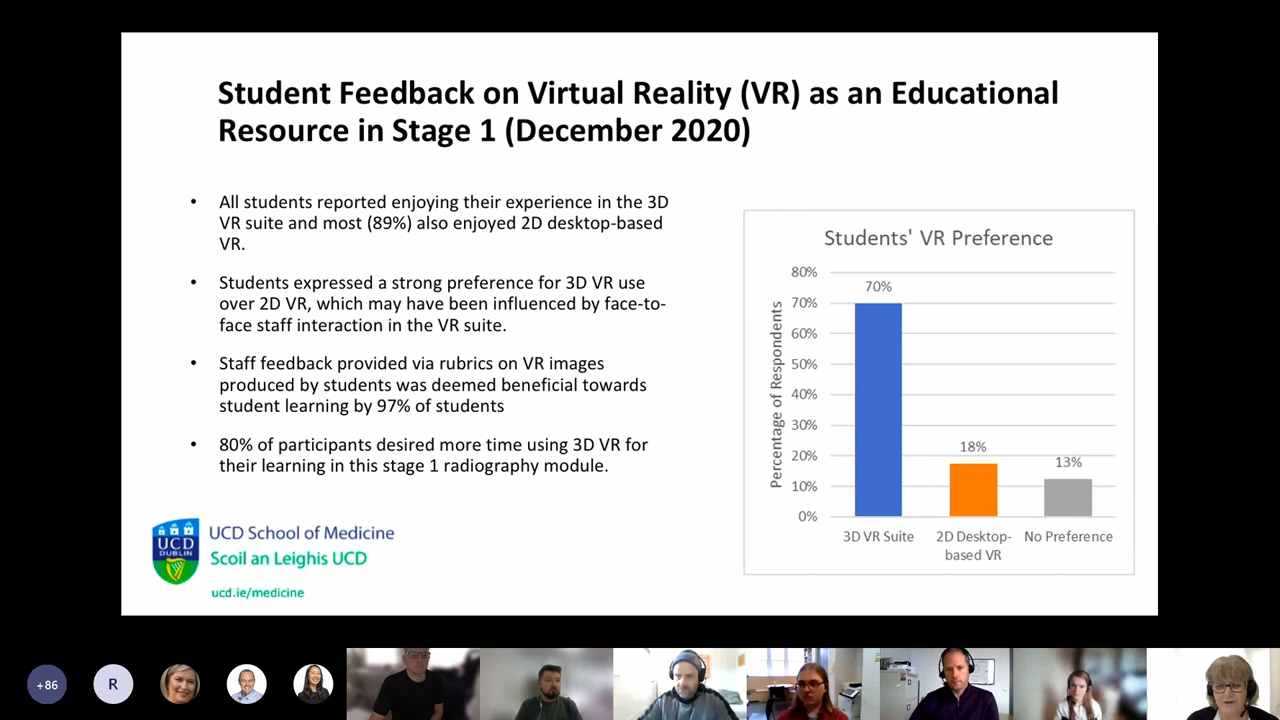 Student Feedback on Virtual Reality (VR) as an Educational
Resource in Stage 1 (December 2020)
• All students reported enjoying their experience in the 3D
VR suite and most (89%) also enjoyed 2D desktop-based
VR.
• Students expressed a strong preference for 3D VR use
over 2D VR, which may have been influenced by face-to-
face staff interaction in the VR suite.
• Staff feedback provided via rubrics on VR images
produced by students was deemed beneficial towards
student learning by 97% of students
• 80% of participants desired more time using 3D VR for
their learning in this stage 1 radiography module.
Students' VR Preference
Percentage of Respondents
80%
70%
60%
50%
40%
30%
20%
10%
0%
70%
18%
13%
3D VR Suite
2D Desktop-
based VR
No Preference
UCD
DUBLIN
UCD School of Medicine
Scoil an Leighis UCD
ucd.ie/medicine
+86
R